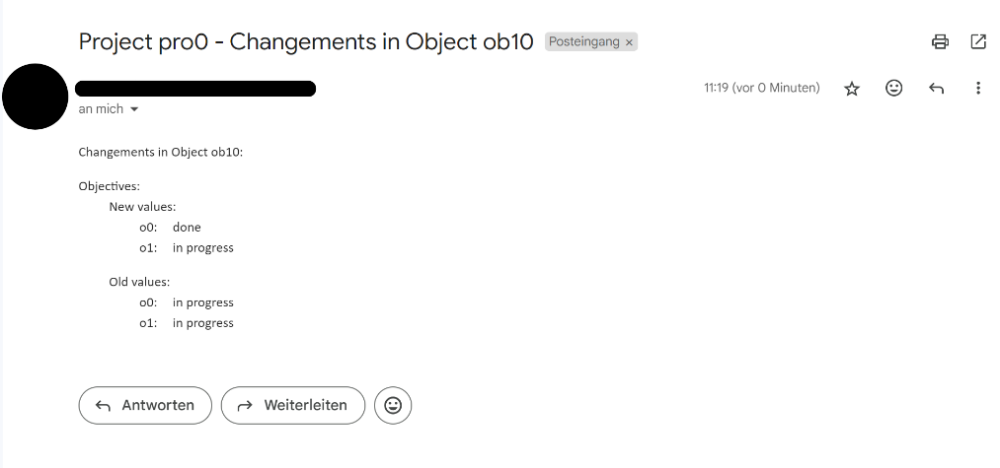 Project pro0 - Changements in Object ob10 Posteingang ×
11:19 (vor 0 Minuten)
an mich
Changements in Object ob10:
Objectives:
New values:
o0: done
o1: in progress
Old values:
o0: in progress
o1: in progress
Antworten Weiterleiten